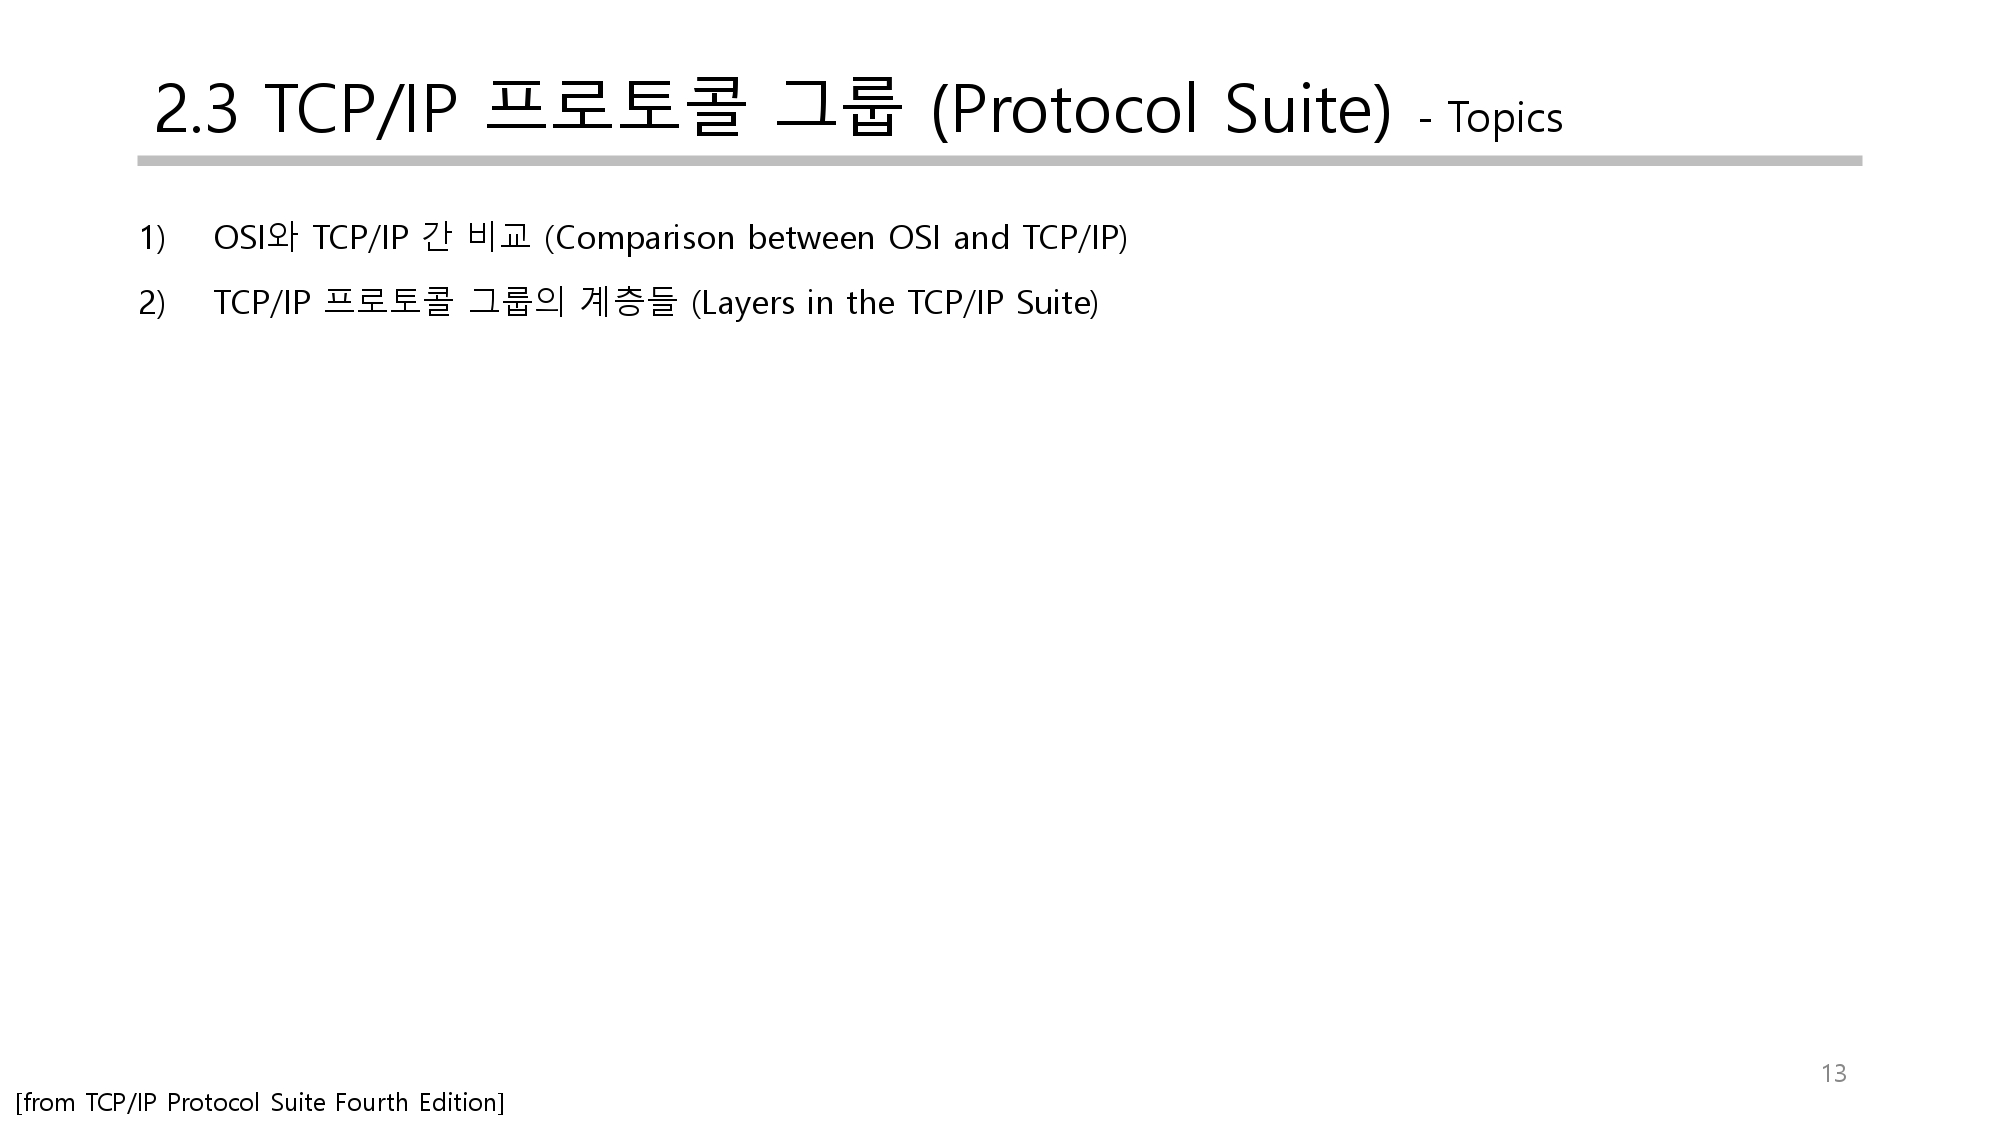 2.3 TCP/IP 프로토콜 그룹 (Protocol Suite) - Topics
1) OSI와 TCP/IP 간 비교 (Comparison between OSI and TCP/IP)
2) TCP/IP 프로토콜 그룹의 계층들 (Layers in the TCP/IP Suite)
13
[from TCP/IP Protocol Suite Fourth Edition]